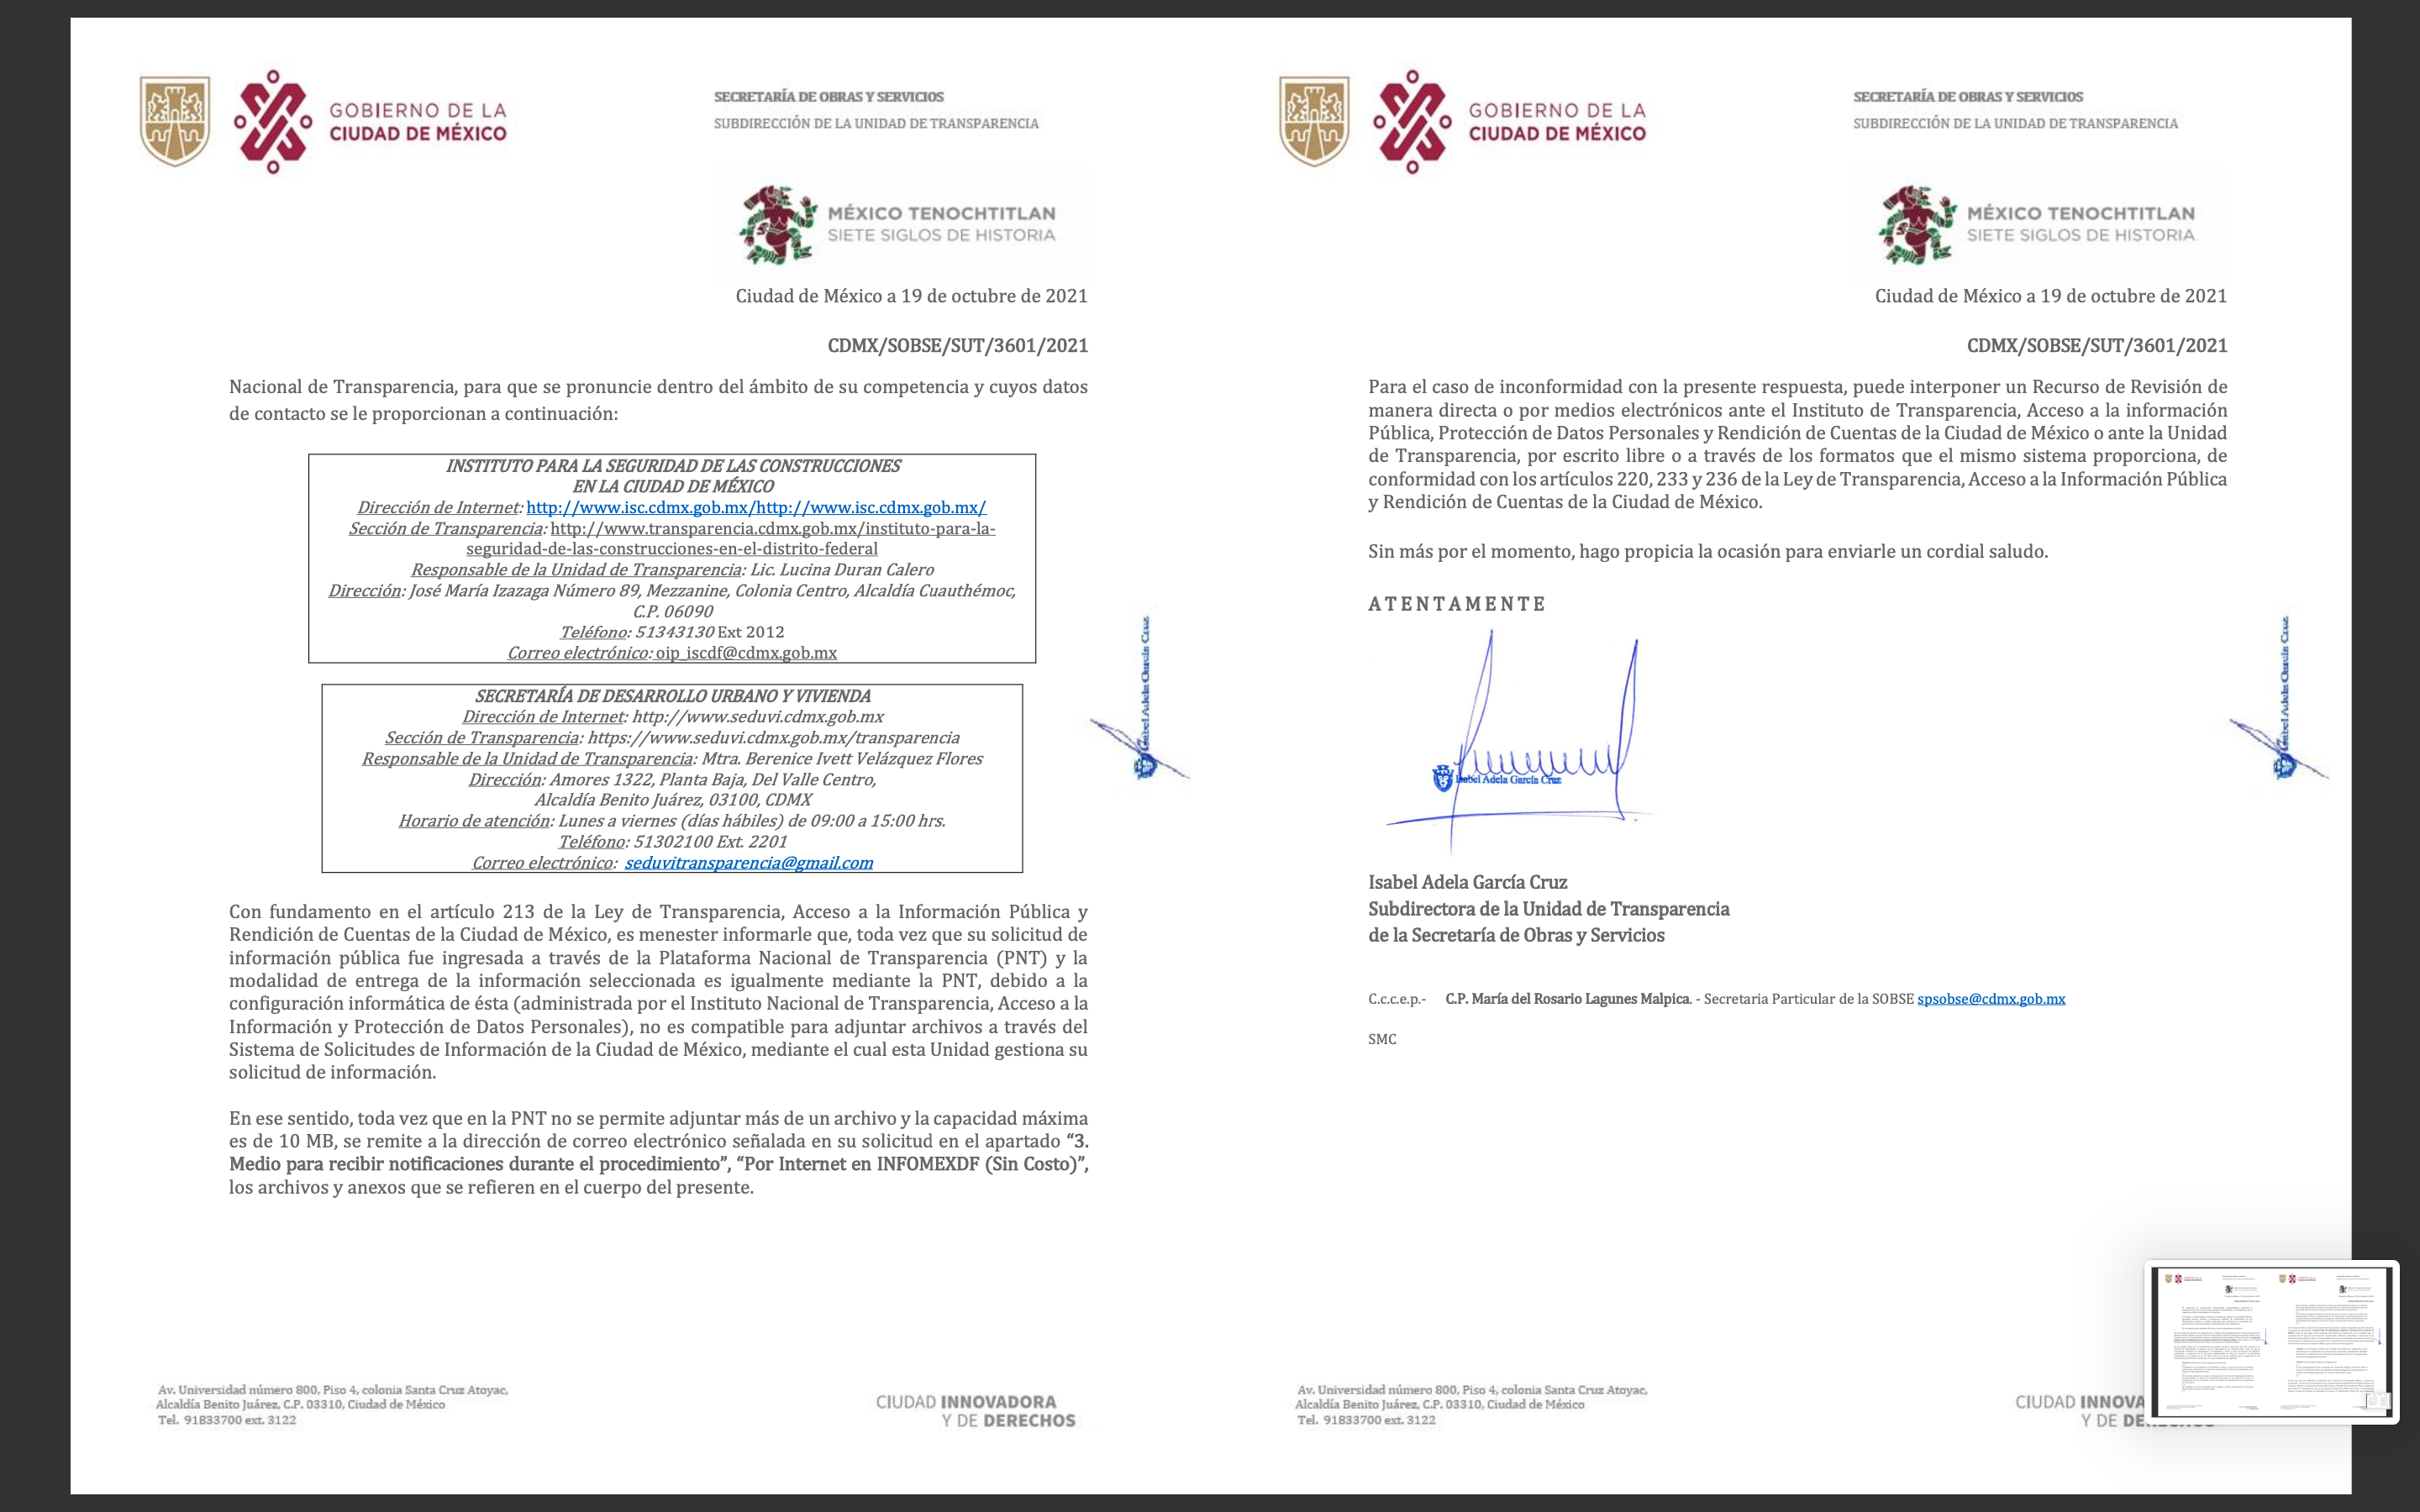 GOBIERNO DE LA
CIUDAD DE MÉXICO
SECRETARÍA DE OBRAS Y SERVICIOS
SUBDIRECCIÓN DE LA UNIDAD DE TRANSPARENCIA
MÉXICO TENOCHTITLAN
SIETE SIGLOS DE HISTORIA
Ciudad de México a 19 de octubre de 2021
CDMX/SOBSE/SUT/3601/2021
Nacional de Transparencia, para que se pronuncie dentro del ámbito de su competencia y cuyos datos
de contacto se le proporcionan a continuación:
INSTITUTO PARA LA SEGURIDAD DE LAS CONSTRUCCIONES
EN LA CIUDAD DE MÉXICO
Dirección de Internet: http://www.isc.cdmx.gob.mx/http://www.isc.cdmx.gob.mx/
Sección de Transparencia: http://www.transparencia.cdmx.gob.mx/instituto-para-la-
seguridad-de-las-construcciones-en-el-distrito-federal
Responsable de la Unidad de Transparencia: Lic. Lucina Duran Calero
Dirección: José María Izazaga Número 89, Mezzanine, Colonia Centro, Alcaldía Cuauthémoc,
C.P. 06090
Teléfono: 51343130 Ext 2012
Correo electrónico: oip_iscdf@cdmx.gob.mx
SECRETARÍA DE DESARROLLO URBANO Y VIVIENDA
Dirección de Internet: http://www.seduvi.cdmx.gob.mx
Sección de Transparencia: https://www.seduvi.cdmx.gob.mx/transparencia
Responsable de la Unidad de Transparencia: Mtra. Berenice Ivett Velázquez Flores
Dirección: Amores 1322, Planta Baja, Del Valle Centro,
Alcaldía Benito Juárez, 03100, CDMX
Horario de atención: Lunes a viernes (días hábiles) de 09:00 a 15:00 hrs.
Teléfono: 51302100 Ext. 2201
Correo electrónico: seduvitransparencia@gmail.com
Isabel Adela García Cruz
Con fundamento en el artículo 213 de la Ley de Transparencia, Acceso a la Información Pública y
Rendición de Cuentas de la Ciudad de México, es menester informarle que, toda vez que su solicitud de
información pública fue ingresada a través de la Plataforma Nacional de Transparencia (PNT) y la
modalidad de entrega de la información seleccionada es igualmente mediante la PNT, debido a la
configuración informática de ésta (administrada por el Instituto Nacional de Transparencia, Acceso a la
Información y Protección de Datos Personales), no es compatible para adjuntar archivos a través del
Sistema de Solicitudes de Información de la Ciudad de México, mediante el cual esta Unidad gestiona su
solicitud de información.
En ese sentido, toda vez que en la PNT no se permite adjuntar más de un archivo y la capacidad máxima
es de 10 MB, se remite a la dirección de correo electrónico señalada en su solicitud en el apartado “3.
Medio para recibir notificaciones durante el procedimiento”, “Por Internet en INFOMEXDF (Sin Costo)”,
los archivos y anexos que se refieren en el cuerpo del presente.
Av. Universidad número 800, Piso 4, colonia Santa Cruz Atoyac,
Alcaldía Benito Juárez, C.P. 03310, Ciudad de México
Tel. 91833700 ext. 3122
CIUDAD INNOVADORA
Y DE DERECHOS
GOBIERNO DE LA
CIUDAD DE MÉXICO
SECRETARÍA DE OBRAS Y SERVICIOS
SUBDIRECCIÓN DE LA UNIDAD DE TRANSPARENCIA
MÉXICO TENOCHTITLAN
SIETE SIGLOS DE HISTORIA
Ciudad de México a 19 de octubre de 2021
CDMX/SOBSE/SUT/3601/2021
Para el caso de inconformidad con la presente respuesta, puede interponer un Recurso de Revisión de
manera directa o por medios electrónicos ante el Instituto de Transparencia, Acceso a la información
Pública, Protección de Datos Personales y Rendición de Cuentas de la Ciudad de México o ante la Unidad
de Transparencia, por escrito libre o a través de los formatos que el mismo sistema proporciona, de
conformidad con los artículos 220, 233 y 236 de la Ley de Transparencia, Acceso a la Información Pública
y Rendición de Cuentas de la Ciudad de México.
Sin más por el momento, hago propicia la ocasión para enviarle un cordial saludo.
A T E N T A M E N T E
Isabel Adela García Cruz
Isabel Adela García Cruz
Isabel Adela García Cruz
Subdirectora de la Unidad de Transparencia
de la Secretaría de Obras y Servicios
C.c.c.e.p.- C.P. María del Rosario Lagunes Malpica. - Secretaria Particular de la SOBSE spsobse@cdmx.gob.mx
SMC
Av. Universidad número 800, Piso 4, colonia Santa Cruz Atoyac,
Alcaldía Benito Juárez, C.P. 03310, Ciudad de México
Tel. 91833700 ext. 3122
CIUDAD INNOVA
Y DE DE